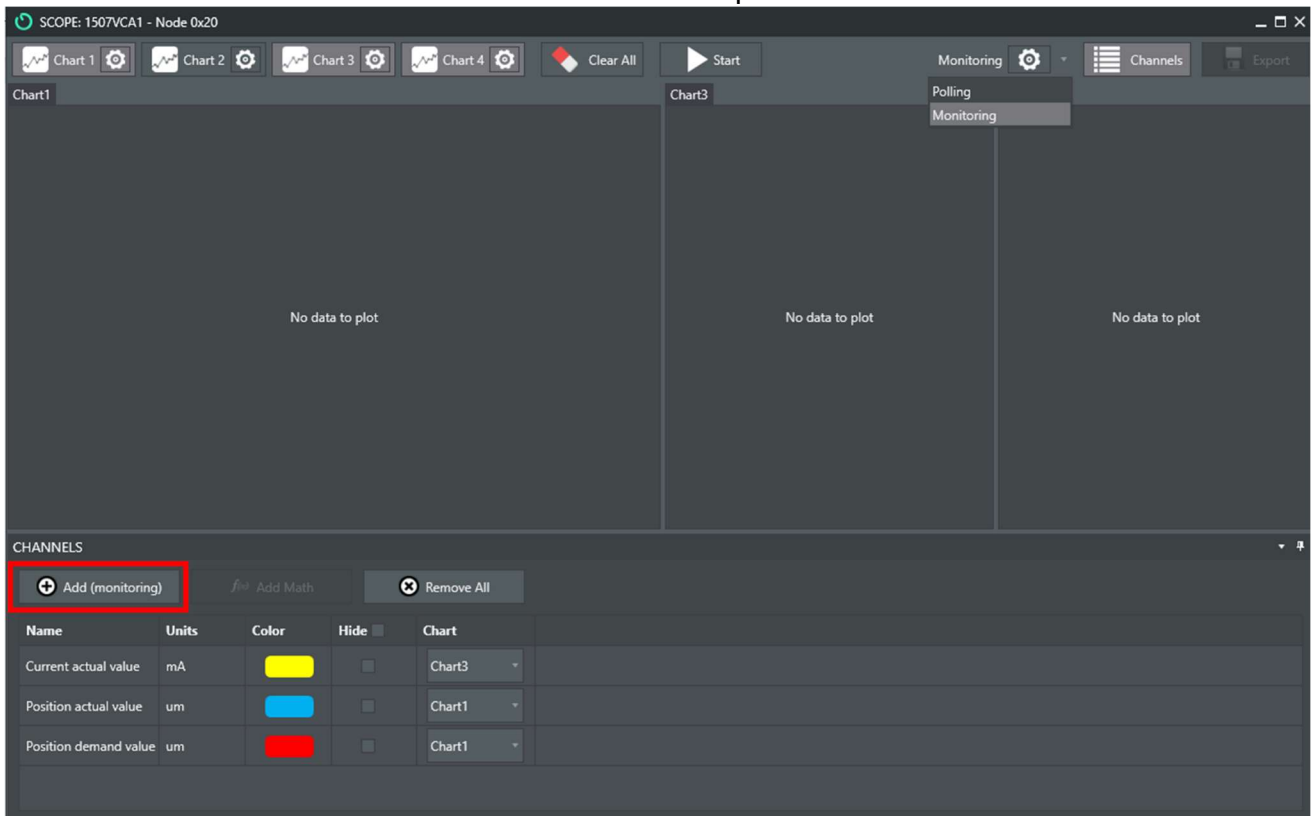 SCOPE: 1507VCA1 - Node 0x20
Chart 1 Chart 2 Chart 3 Chart 4 Clear All Start Monitoring Channels Export
Chart1 Chart3 Polling
Monitoring
No data to plot No data to plot No data to plot
CHANNELS
Add (monitoring) f(x) Add Math Remove All
Name Units Color Hide Chart
Current actual value mA Chart3
Position actual value um Chart1
Position demand value um Chart1